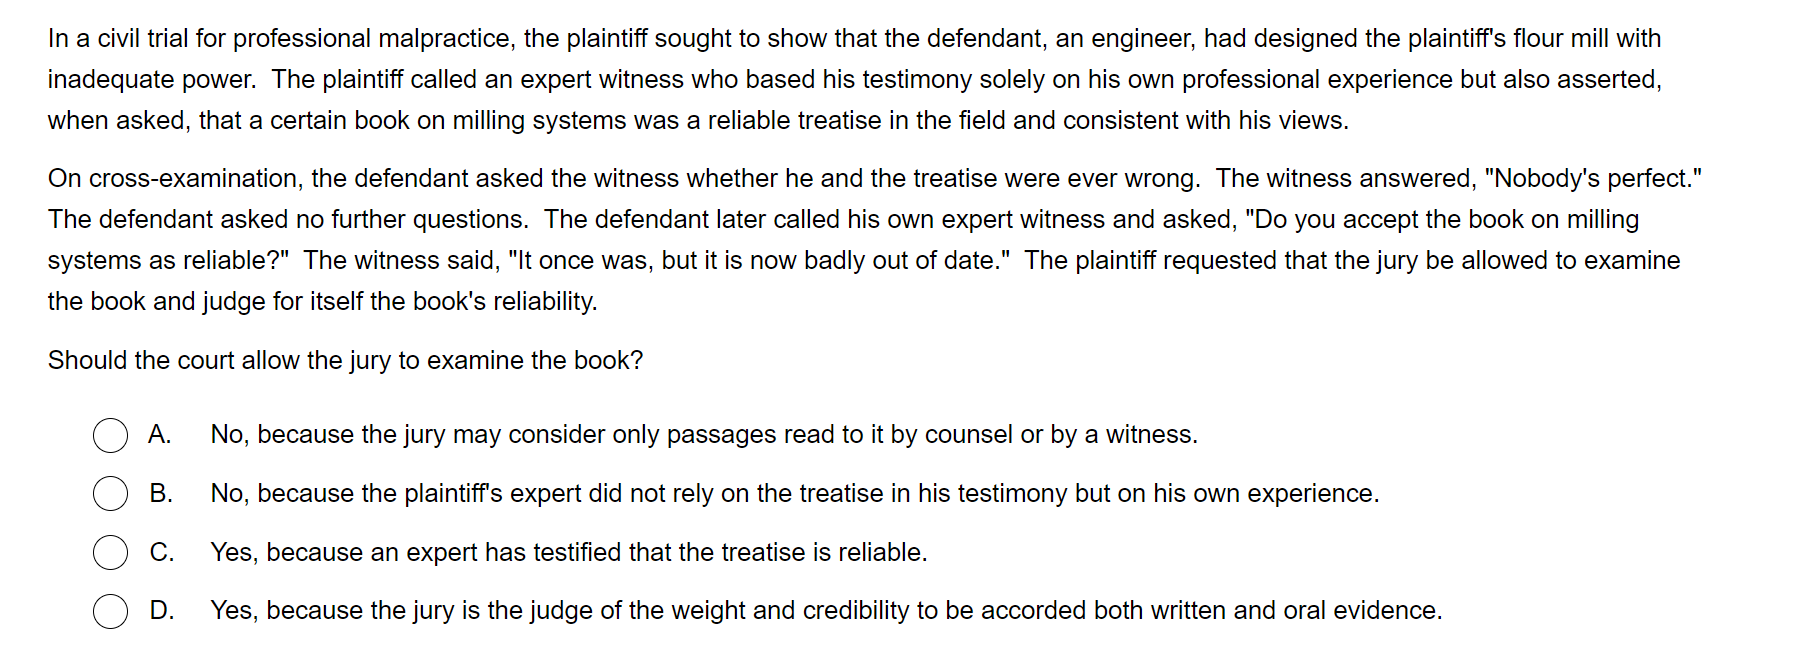 In a civil trial for professional malpractice, the plaintiff sought to show that the defendant, an engineer, had designed the plaintiff's flour mill with
inadequate power.  The plaintiff called an expert witness who based his testimony solely on his own professional experience but also asserted,
when asked, that a certain book on milling systems was a reliable treatise in the field and consistent with his views.
On cross-examination, the defendant asked the witness whether he and the treatise were ever wrong.  The witness answered, "Nobody's perfect."
The defendant asked no further questions.  The defendant later called his own expert witness and asked, "Do you accept the book on milling
systems as reliable?"  The witness said, "It once was, but it is now badly out of date."  The plaintiff requested that the jury be allowed to examine
the book and judge for itself the book's reliability.
Should the court allow the jury to examine the book?
A. No, because the jury may consider only passages read to it by counsel or by a witness.
B. No, because the plaintiff's expert did not rely on the treatise in his testimony but on his own experience.
C. Yes, because an expert has testified that the treatise is reliable.
D. Yes, because the jury is the judge of the weight and credibility to be accorded both written and oral evidence.